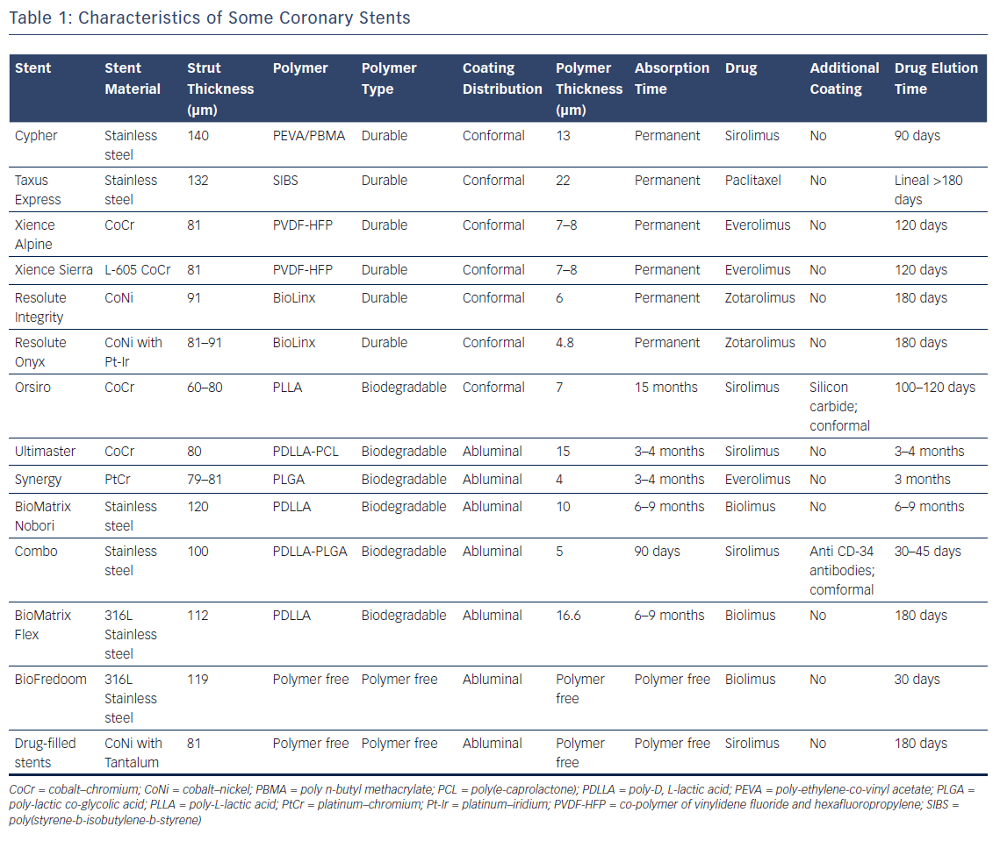 Table 1: Characteristics of Some Coronary Stents
Stent Stent Strut Polymer Polymer Coating Polymer Absorption Drug Additional Drug Elution
Material Thickness Type Distribution Thickness Time Coating Time
(µm) (µm)
Cypher Stainless 140 PEVA/PBMA Durable Conformal 13 Permanent Sirolimus No 90 days
steel
Taxus Stainless 132 SIBS Durable Conformal 22 Permanent Paclitaxel No Lineal >180
Express steel days
Xience CoCr 81 PVDF-HFP Durable Conformal 7–8 Permanent Everolimus No 120 days
Alpine
Xience Sierra L-605 CoCr 81 PVDF-HFP Durable Conformal 7–8 Permanent Everolimus No 120 days
Resolute CoNi 91 BioLinx Durable Conformal 6 Permanent Zotarolimus No 180 days
Integrity
Resolute CoNi with 81–91 BioLinx Durable Conformal 4.8 Permanent Zotarolimus No 180 days
Onyx Pt-Ir
Orsiro CoCr 60–80 PLLA Biodegradable Conformal 7 15 months Sirolimus Silicon 100–120 days
carbide;
conformal
Ultimaster CoCr 80 PDLLA-PCL Biodegradable Abluminal 15 3–4 months Sirolimus No 3–4 months
Synergy PtCr 79–81 PLGA Biodegradable Abluminal 4 3–4 months Everolimus No 3 months
BioMatrix Stainless 120 PDLLA Biodegradable Abluminal 10 6–9 months Biolimus No 6–9 months
Nobori steel
Combo Stainless 100 PDLLA-PLGA Biodegradable Abluminal 5 90 days Sirolimus Anti CD-34 30–45 days
steel antibodies;
comformal
BioMatrix 316L 112 PDLLA Biodegradable Abluminal 16.6 6–9 months Biolimus No 180 days
Flex Stainless
steel
BioFredoom 316L 119 Polymer free Polymer free Abluminal Polymer Polymer free Biolimus No 30 days
Stainless free
steel
Drug-filled CoNi with 81 Polymer free Polymer free Abluminal Polymer Polymer free Sirolimus No 180 days
stents Tantalum free
CoCr = cobalt–chromium; CoNi = cobalt–nickel; PBMA = poly n-butyl methacrylate; PCL = poly(e-caprolactone); PDLLA = poly-D, L-lactic acid; PEVA = poly-ethylene-co-vinyl acetate; PLGA =
poly-lactic co-glycolic acid; PLLA = poly-L-lactic acid; PtCr = platinum–chromium; Pt-Ir = platinum–iridium; PVDF-HFP = co-polymer of vinylidene fluoride and hexafluoropropylene; SIBS =
poly(styrene-b-isobutylene-b-styrene)